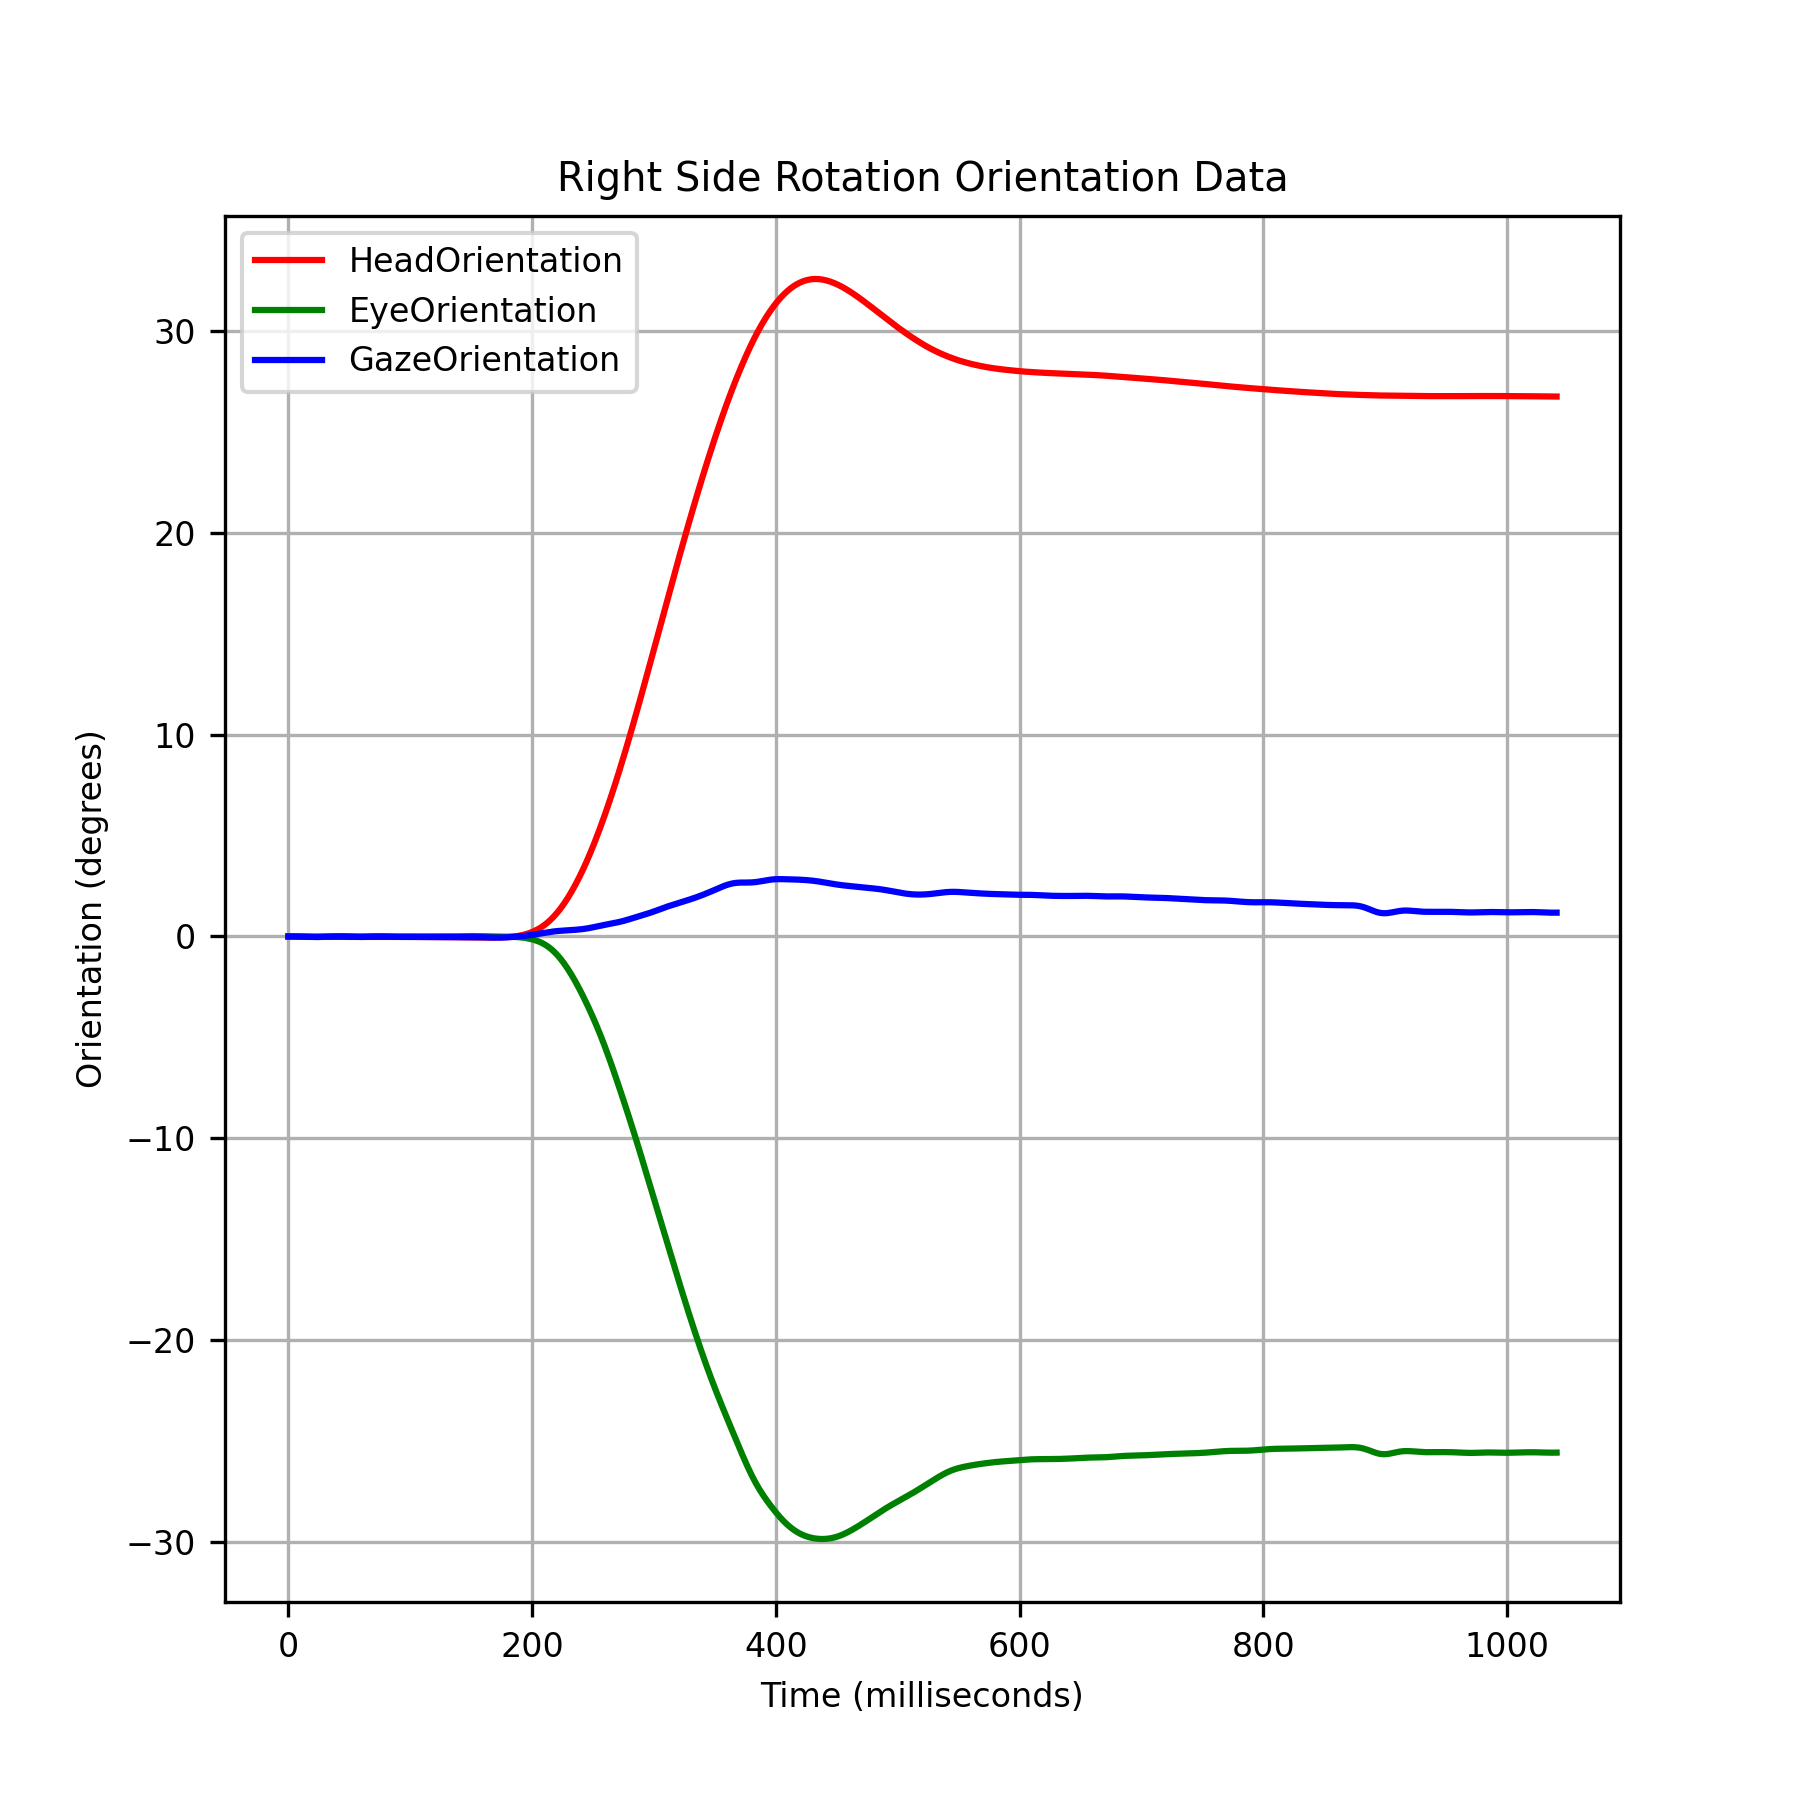 Right Side Rotation Orientation Data
HeadOrientation
EyeOrientation
GazeOrientation
Orientation (degrees)
30
20
10
0
−10
−20
−30
0 200 400 600 800 1000
Time (milliseconds)